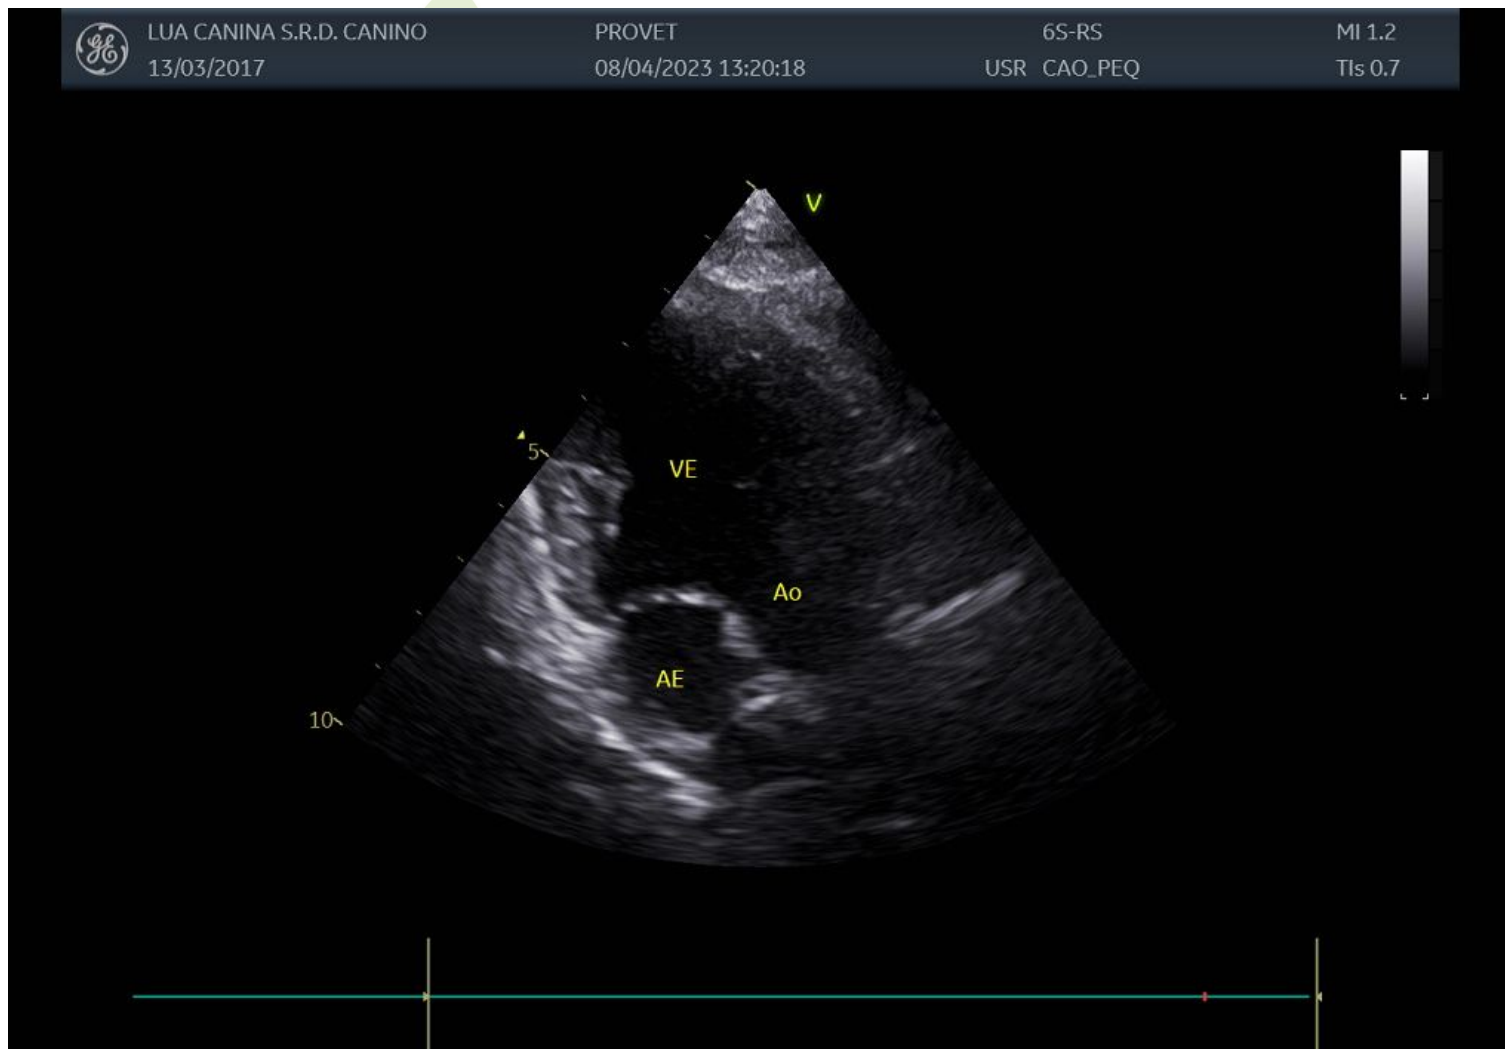 GE LUA CANINA S.R.D. CANINO PROVET 6S-RS MI 1.2
13/03/2017 08/04/2023 13:20:18 USR CAO_PEQ TIs 0.7
V
5
VE
Ao
AE
10